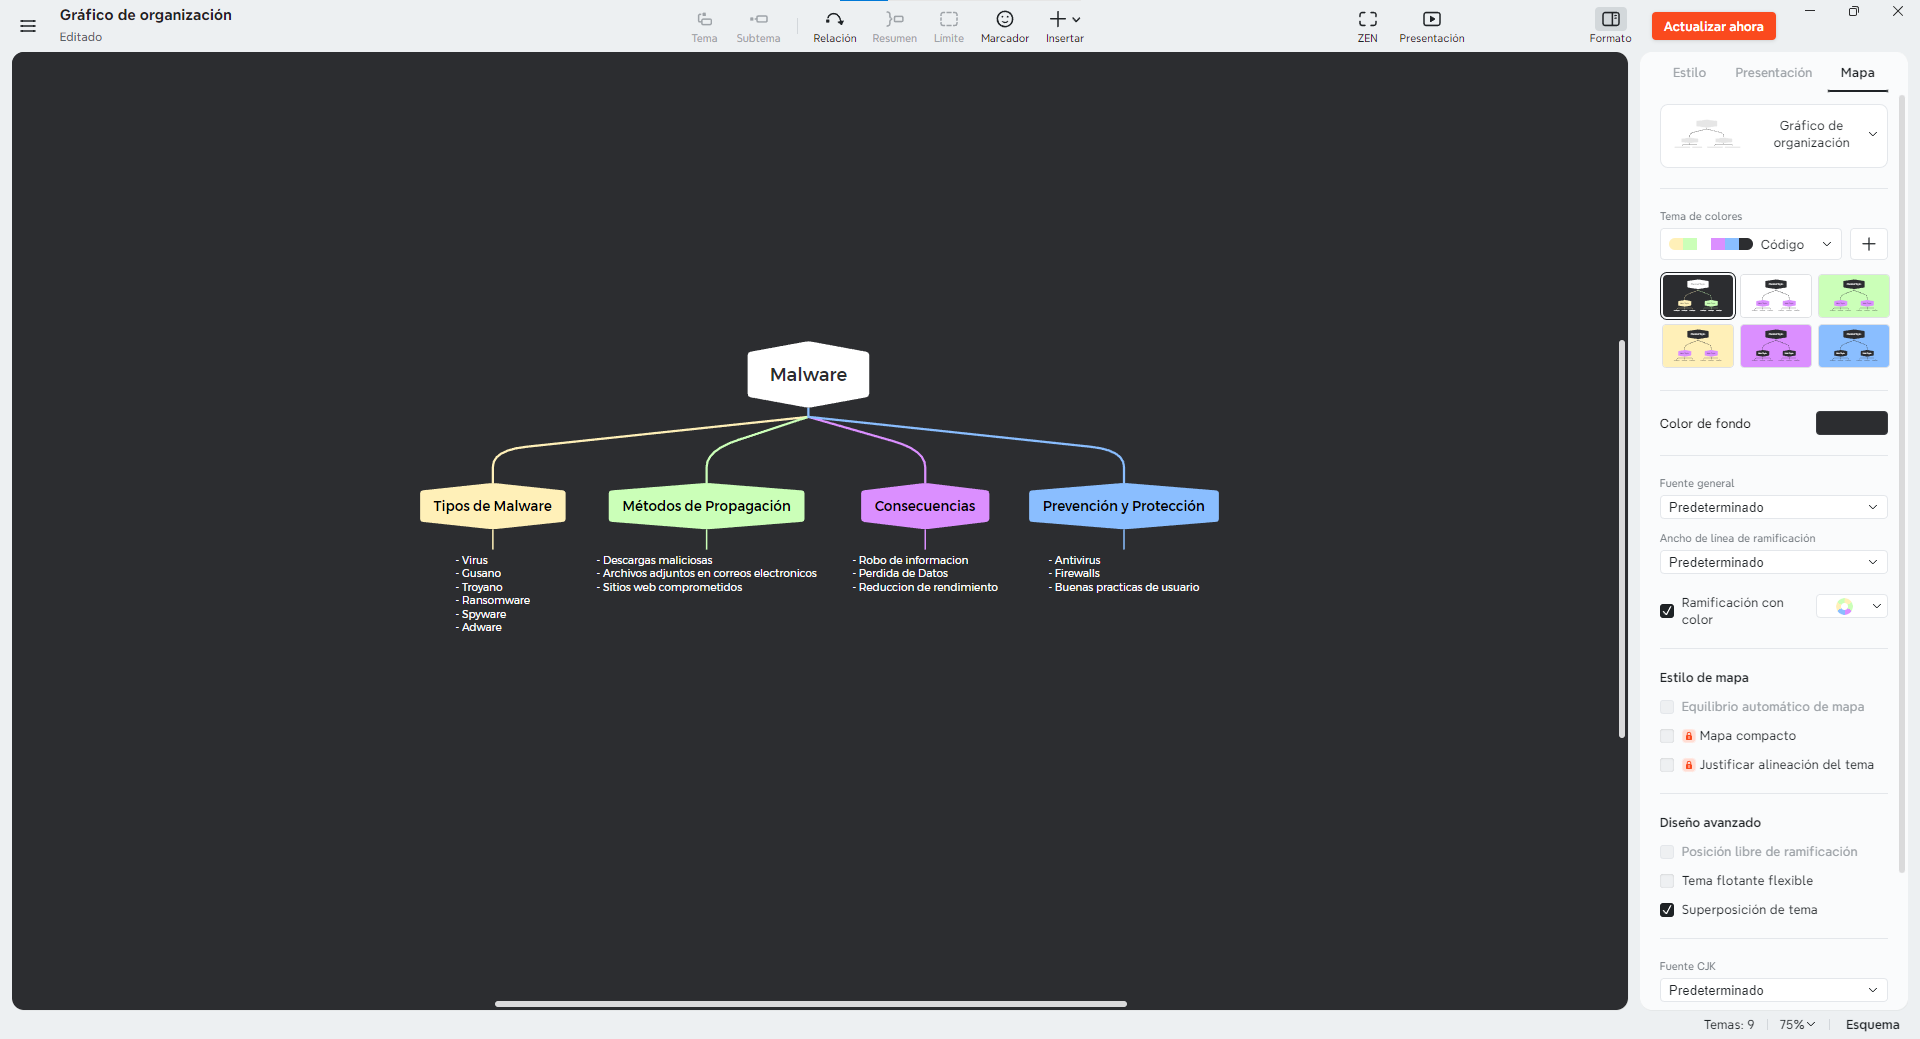 Gráfico de organización
Editado
Tema
Subtema
Relación
Resumen
Límite
Marcador
Insertar
ZEN
Presentación
Formato
Actualizar ahora
Malware
Tipos de Malware
Métodos de Propagación
Consecuencias
Prevención y Protección
- Virus
- Gusano
- Troyano
- Ransomware
- Spyware
- Adware
- Descargas maliciosas
- Archivos adjuntos en correos electronicos
- Sitios web comprometidos
- Robo de informacion
- Perdida de Datos
- Reduccion de rendimiento
- Antivirus
- Firewalls
- Buenas practicas de usuario
Estilo
Presentación
Mapa
Gráfico de
organización
Tema de colores
Código
Color de fondo
Fuente general
Predeterminado
Ancho de línea de ramificación
Predeterminado
Ramificación con
color
Estilo de mapa
Equilibrio automático de mapa
Mapa compacto
Justificar alineación del tema
Diseño avanzado
Posición libre de ramificación
Tema flotante flexible
Superposición de tema
Fuente CJK
Predeterminado
Temas: 9
75%
Esquema